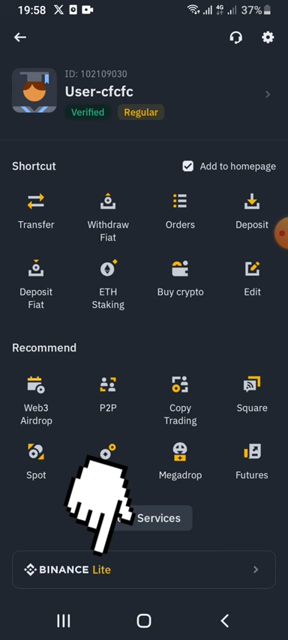 19:58 X 4G 37%
ID: 102109030
User-cfcfc
Verified Regular
Shortcut Add to homepage
Transfer Withdraw Fiat Orders Deposit
Deposit Fiat ETH Staking Buy crypto Edit
Recommend
Web3 Airdrop P2P Copy Trading Square
Spot Megadrop Futures
Services
BINANCE Lite